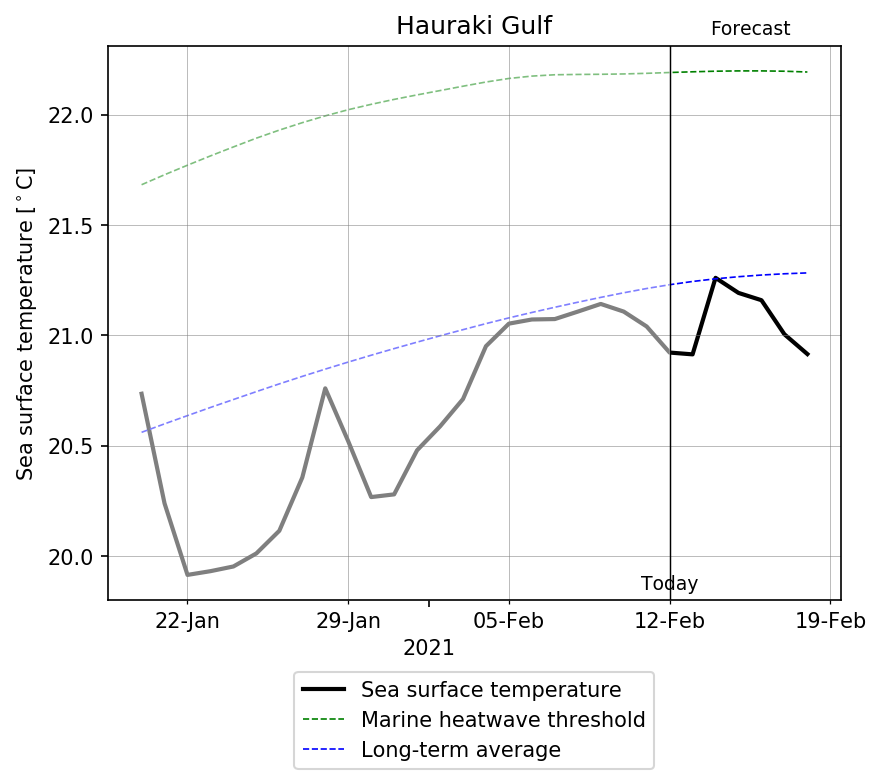 Hauraki Gulf
Forecast
Sea surface temperature [°C]
22.0
21.5
21.0
20.5
20.0
Today
22-Jan 29-Jan 05-Feb 12-Feb 19-Feb
2021
Sea surface temperature
Marine heatwave threshold
Long-term average